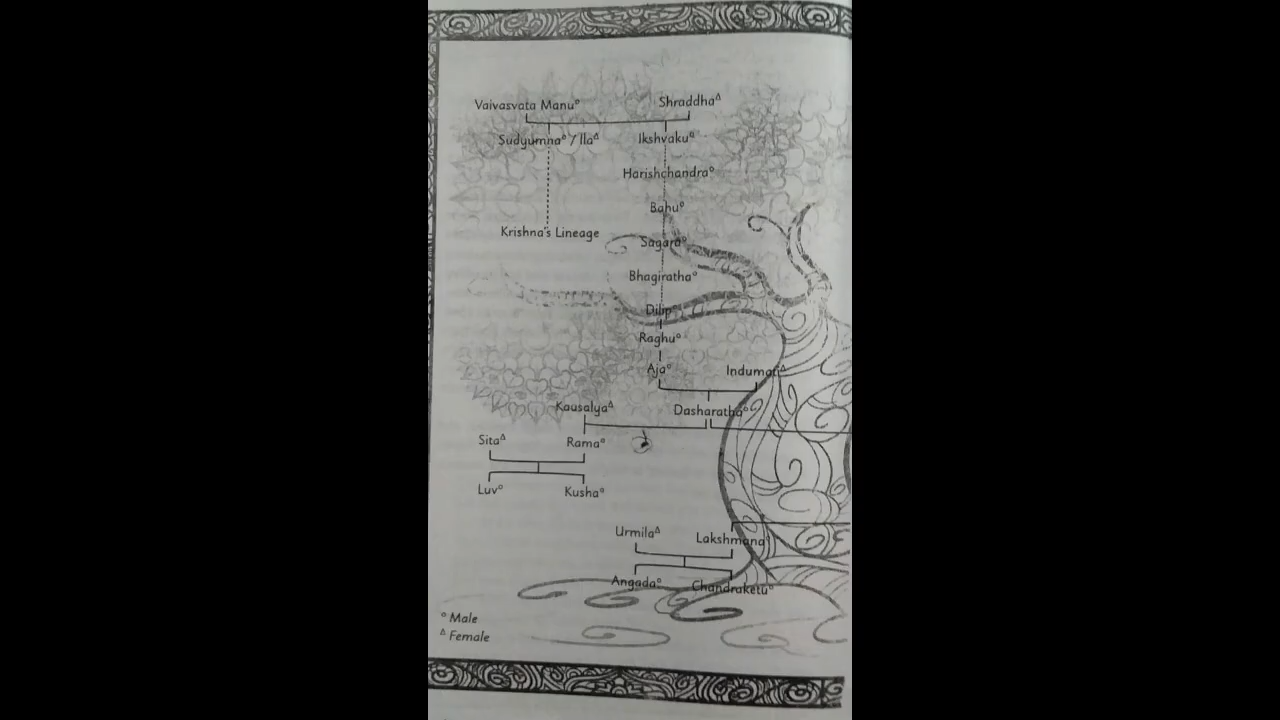 Vaivasvata Manu° Shraddha△
Sudyumna° / Ila△ Ikshvaku°
Harishchandra°
Bahu°
Krishna's Lineage
Sagara°
Bhagiratha°
Dilip°
Raghu°
Aja° Indumati△
Kausalya△ Dasharatha°
Sita△ Rama°
Luv° Kusha°
Urmila△ Lakshmana°
Angada° Chandraketu°
° Male
△ Female